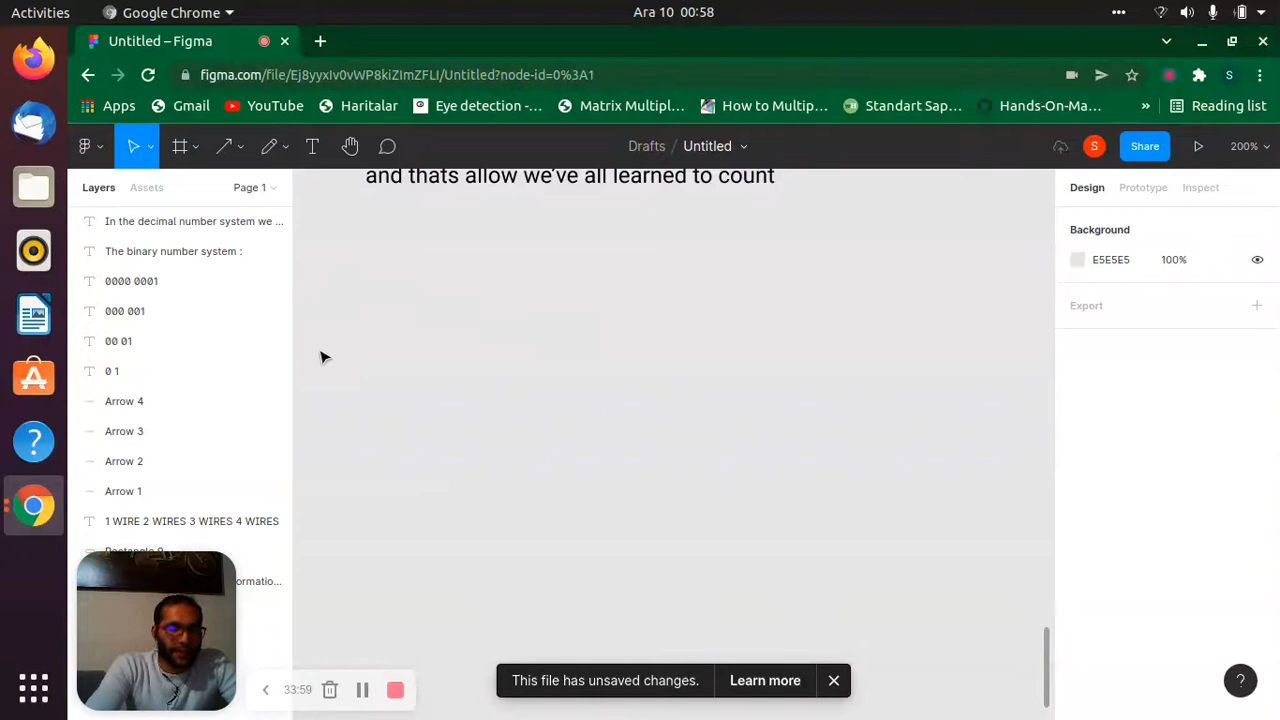 Activities
Google Chrome
Ara 10 00:58
Untitled – Figma
figma.com/file/Ej8yyxIv0vWP8kiZImZFLI/Untitled?node-id=0%3A1
S
Apps
Gmail
YouTube
Haritalar
Eye detection -...
Matrix Multipl...
How to Multip...
Standart Sap...
Hands-On-Ma...
»
Reading list
Drafts / Untitled
S
Share
200%
Layers
Assets
Page 1
Design
Prototype
Inspect
and thats allow we've all learned to count
In the decimal number system we ...
The binary number system :
0000 0001
000 001
00 01
0 1
Arrow 4
Arrow 3
Arrow 2
Arrow 1
1 WIRE 2 WIRES 3 WIRES 4 WIRES
Background
E5E5E5
100%
Export
33:59
This file has unsaved changes.
Learn more
?